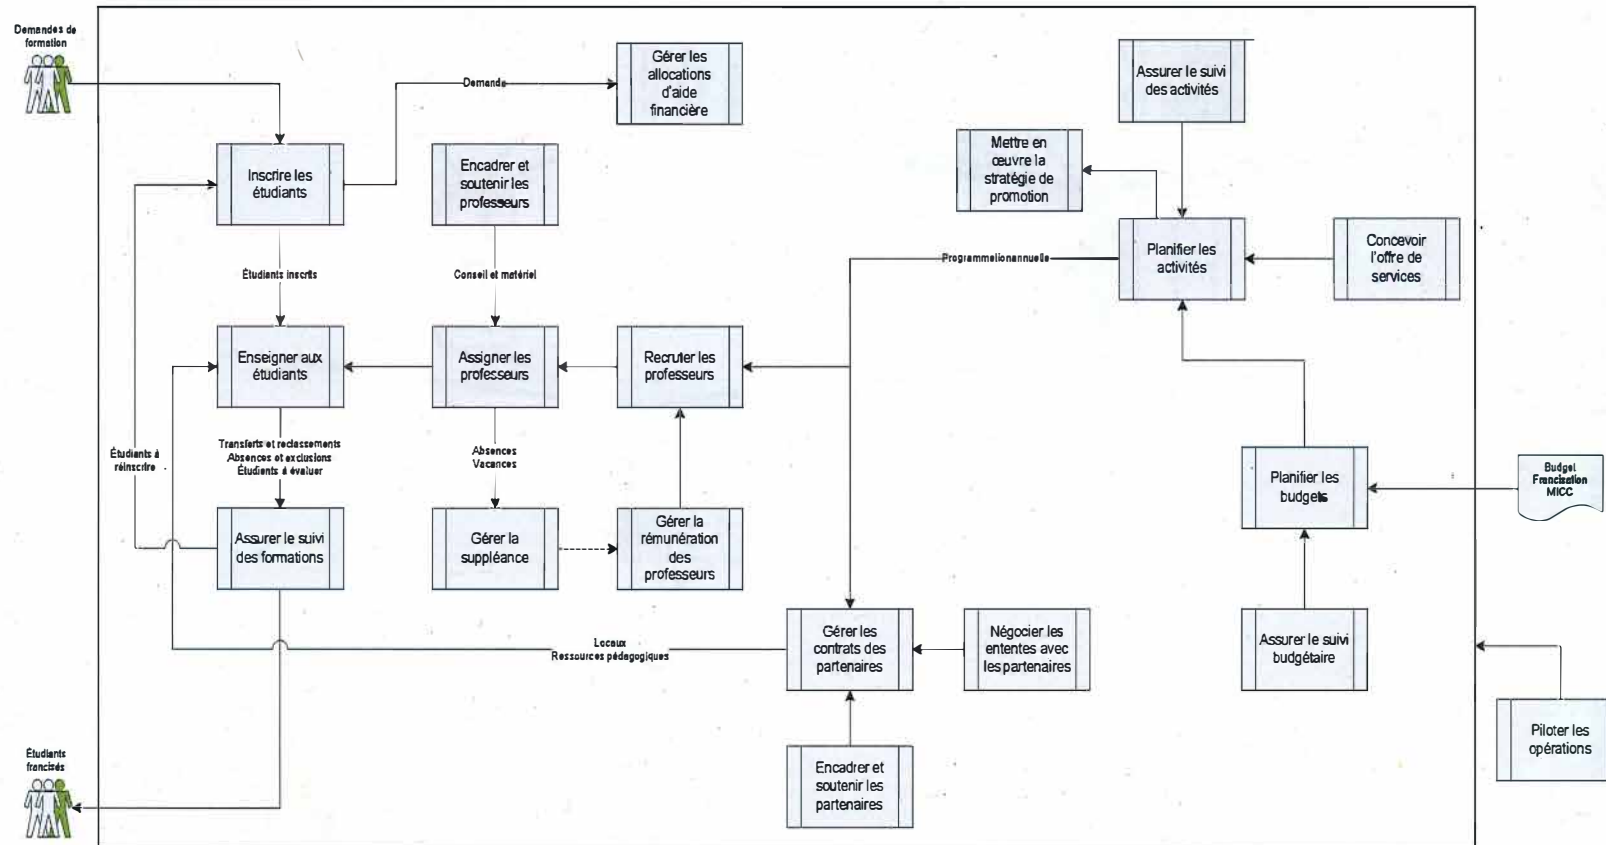 Demandes de
formation
Gérer les
allocations
d'aide
financière
Demande
Assurer le suivi
des activités
Mettre en
œuvre la
stratégie de
promotion
Inscrire les
étudiants
Encadrer et
soutenir les
professeurs
Planifier les
activités
Concevoir
l'offre de
services
Programmelionannuelle
Étudiants inscrits
Conseil et matériel
Enseigner aux
étudiants
Assigner les
professeurs
Recruter les
professeurs
Étudiants à
réinscrire
Transferts et reclassements
Absences et exclusions
Étudiants à évaluer
Absences
Vacances
Planifier les
budgets
Budget
Francisation
MICC
Assurer le suivi
des formations
Gérer la
suppléance
Gérer la
rémunération
des
professeurs
Locaux
Ressources pédagogiques
Gérer les
contrats des
partenaires
Négocier les
ententes avec
les partenaires
Assurer le suivi
budgétaire
Piloter les
opérations
Étudiants
francisés
Encadrer et
soutenir les
partenaires